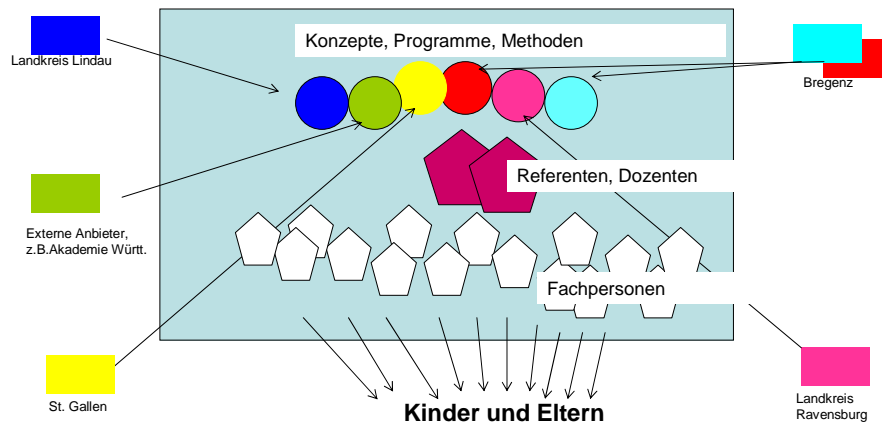 Konzepte, Programme, Methoden
Landkreis Lindau
Bregenz
Referenten, Dozenten
Externe Anbieter,
z.B.Akademie Württ.
Fachpersonen
St. Gallen
Landkreis
Ravensburg
Kinder und Eltern